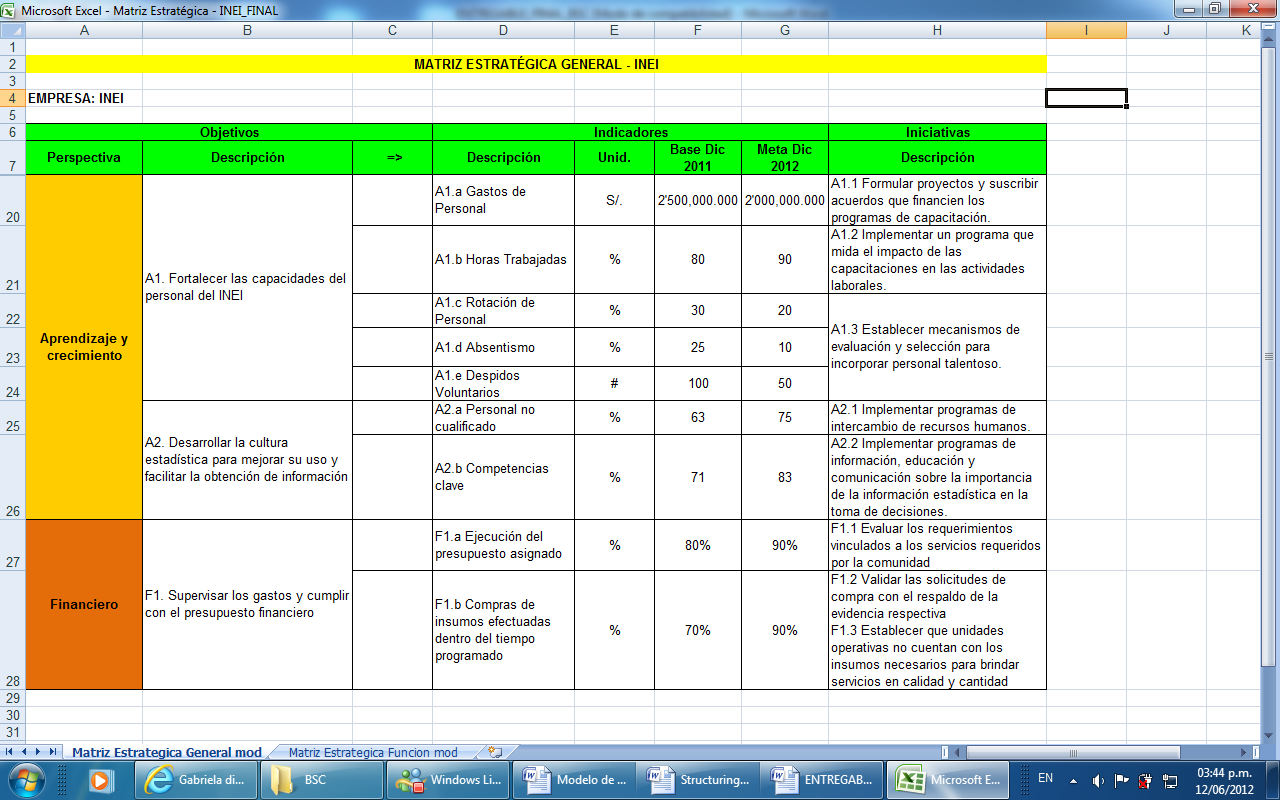 Microsoft Excel - Matriz Estratégica - INEI_FINAL
A B C D E F G H I J K
1
2 MATRIZ ESTRATÉGICA GENERAL - INEI
3
4 EMPRESA: INEI
5
6 Objetivos Indicadores Iniciativas
7 Perspectiva Descripción => Descripción Unid. Base Dic 2011 Meta Dic 2012 Descripción
Aprendizaje y
crecimiento
A1. Fortalecer las capacidades del
personal del INEI
20
A1.a Gastos de
Personal
S/. 2'500,000.000 2'000,000.000
A1.1 Formular proyectos y suscribir
acuerdos que financien los
programas de capacitación.
21
A1.b Horas Trabajadas % 80 90
A1.2 Implementar un programa que
mida el impacto de las
capacitaciones en las actividades
laborales.
22
A1.c Rotación de
Personal
% 30 20
23
A1.d Absentismo % 25 10
A1.3 Establecer mecanismos de
evaluación y selección para
incorporar personal talentoso.
24
A1.e Despidos
Voluntarios
# 100 50
A2. Desarrollar la cultura
estadística para mejorar su uso y
facilitar la obtención de información
25
A2.a Personal no
cualificado
% 63 75
A2.1 Implementar programas de
intercambio de recursos humanos.
26
A2.b Competencias
clave
% 71 83
A2.2 Implementar programas de
información, educación y
comunicación sobre la importancia
de la información estadística en la
toma de decisiones.
Financiero
F1. Supervisar los gastos y cumplir
con el presupuesto financiero
27
F1.a Ejecución del
presupuesto asignado
% 80% 90%
F1.1 Evaluar los requerimientos
vinculados a los servicios requeridos
por la comunidad
28
F1.b Compras de
insumos efectuadas
dentro del tiempo
programado
% 70% 90%
F1.2 Validar las solicitudes de
compra con el respaldo de la
evidencia respectiva
F1.3 Establecer que unidades
operativas no cuentan con los
insumos necesarios para brindar
servicios en calidad y cantidad
29
30
31
Matriz Estrategica General mod Matriz Estrategica Funcion mod
Gabriela di... BSC Windows Li... Modelo de ... Structuring... ENTREGAB... Microsoft E... EN 03:44 p.m.
12/06/2012